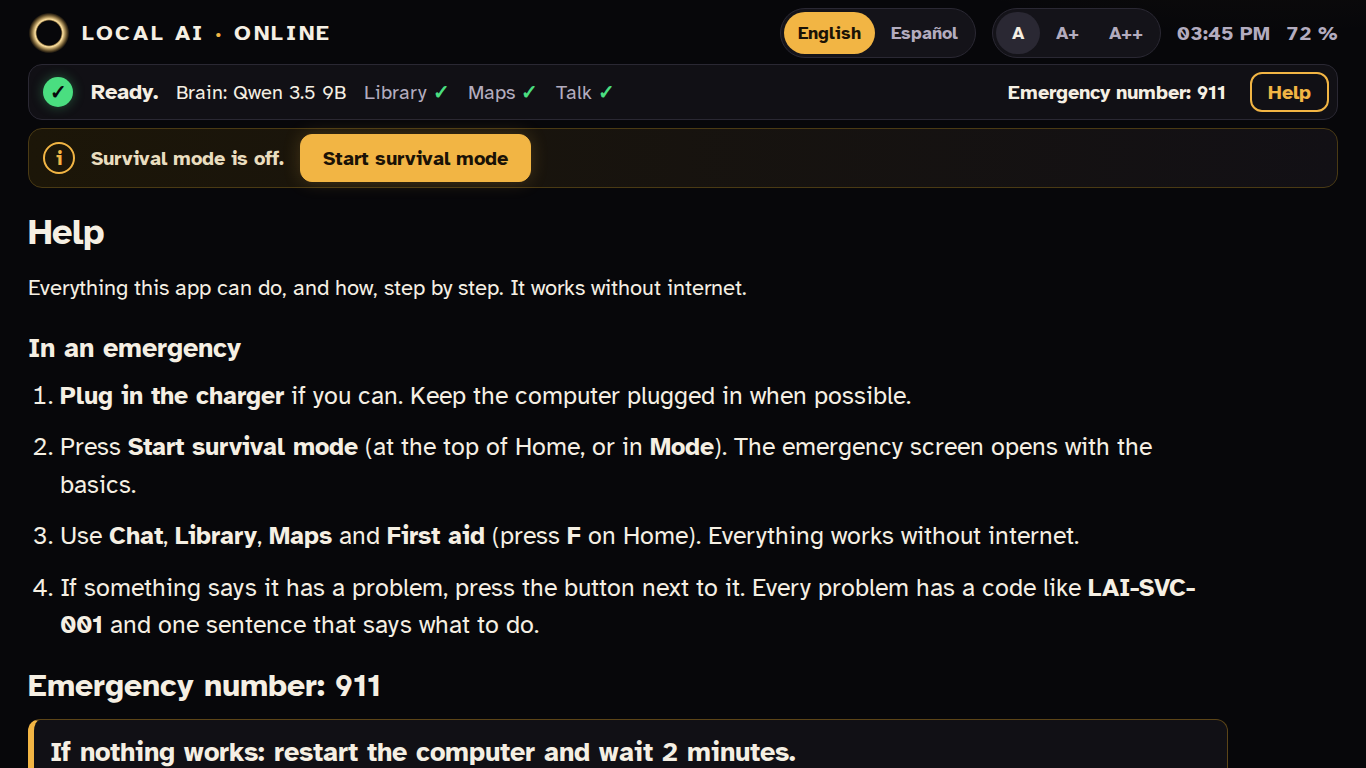 LOCAL AI · ONLINE
English Español
A A+ A++
03:45 PM 72 %
✓ Ready. Brain: Qwen 3.5 9B Library ✓ Maps ✓ Talk ✓
Emergency number: 911 Help
i Survival mode is off. Start survival mode
Help
Everything this app can do, and how, step by step. It works without internet.
In an emergency
1. Plug in the charger if you can. Keep the computer plugged in when possible.
2. Press Start survival mode (at the top of Home, or in Mode). The emergency screen opens with the
basics.
3. Use Chat, Library, Maps and First aid (press F on Home). Everything works without internet.
4. If something says it has a problem, press the button next to it. Every problem has a code like LAI-SVC-
001 and one sentence that says what to do.
Emergency number: 911
If nothing works: restart the computer and wait 2 minutes.